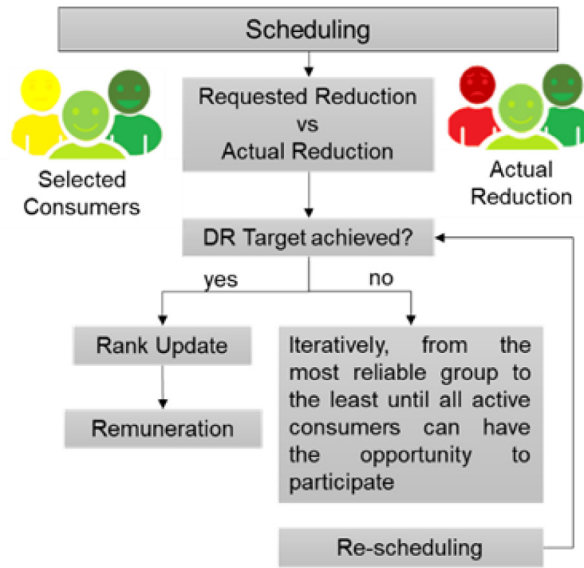 Scheduling
Requested Reduction
vs
Actual Reduction
Selected
Consumers
Actual
Reduction
DR Target achieved?
yes
no
Rank Update
Remuneration
Iteratively, from the
most reliable group to
the least until all active
consumers can have
the opportunity to
participate
Re-scheduling